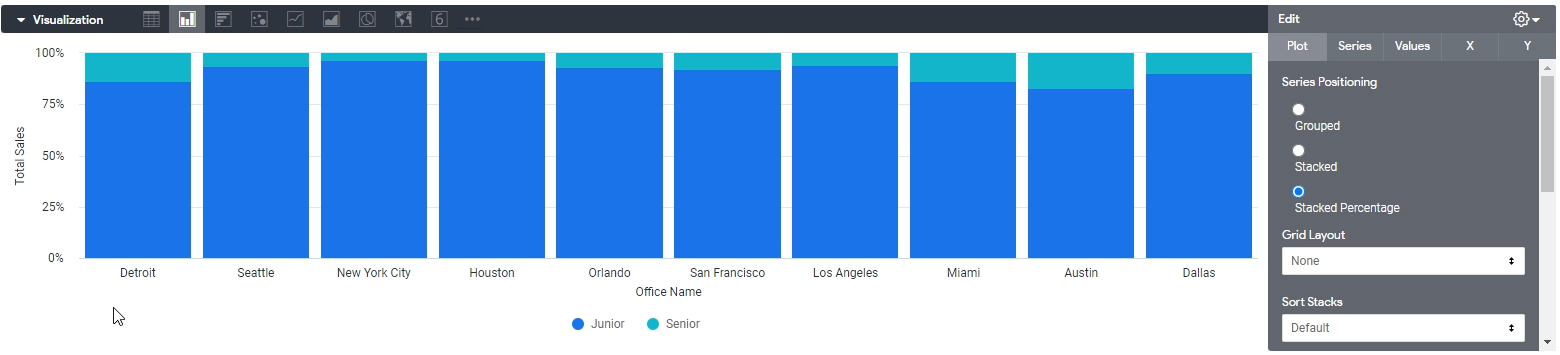 Visualization
6
Edit
Plot Series Values X Y
100%
75%
50%
25%
0%
Total Sales
Detroit Seattle New York City Houston Orlando San Francisco Los Angeles Miami Austin Dallas
Office Name
Junior Senior
Series Positioning
Grouped
Stacked
Stacked Percentage
Grid Layout
None
Sort Stacks
Default